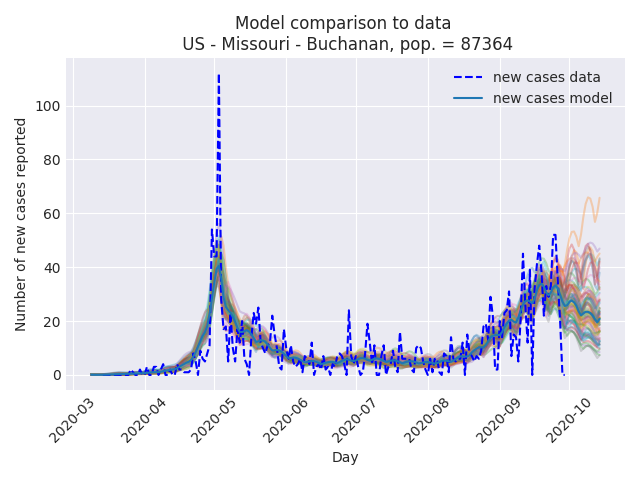 Model comparison to data
US - Missouri - Buchanan, pop. = 87364
new cases data
new cases model
Number of new cases reported
100
80
60
40
20
0
2020-03
2020-04
2020-05
2020-06
2020-07
2020-08
2020-09
2020-10
Day